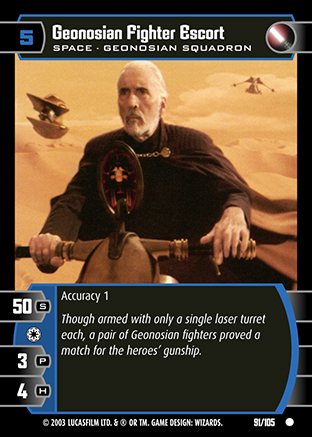 5
Geonosian Fighter Escort
SPACE · GEONOSIAN SQUADRON
50 S
3 P
4 H
Accuracy 1
Though armed with only a single laser turret
each, a pair of Geonosian fighters proved a
match for the heroes' gunship.
© 2003 LUCASFILM LTD. & ® OR TM. GAME DESIGN: WIZARDS.
91/105